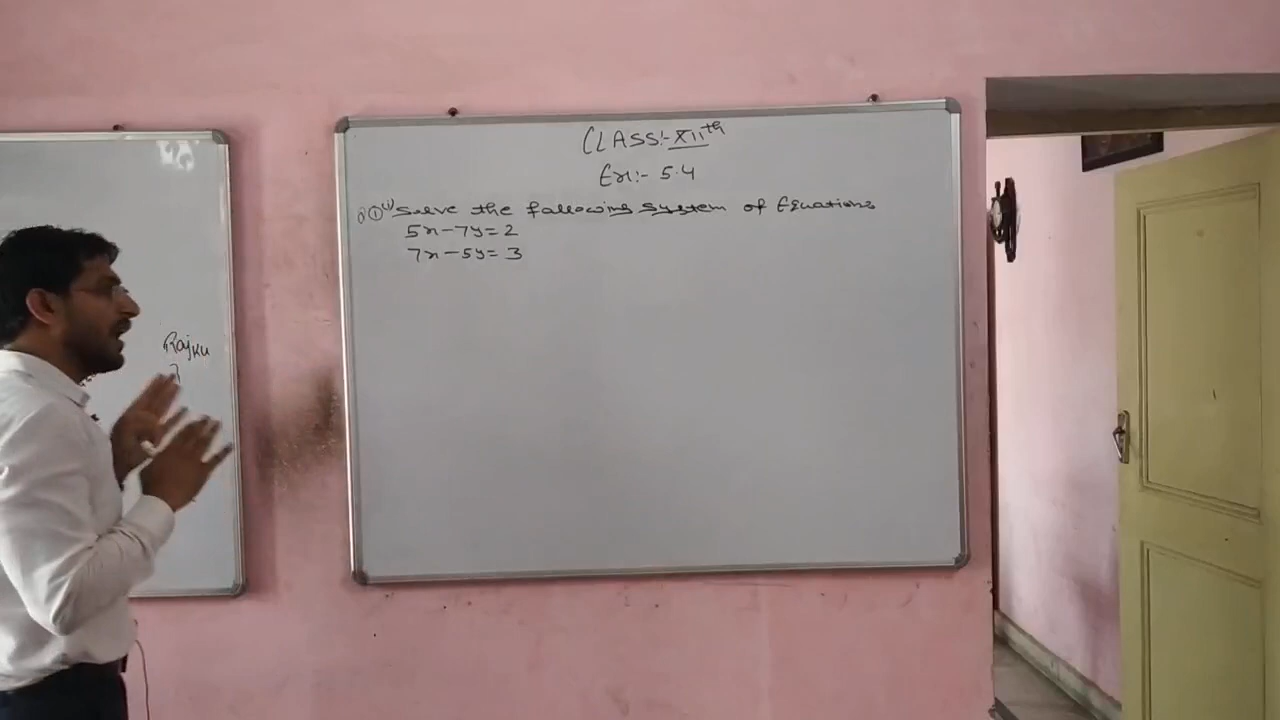 CLASS:- XIIth
Ex:- 5.4
Q①(i) Solve the following system of Equations
5x-7y=2
7x-5y=3
Rajku